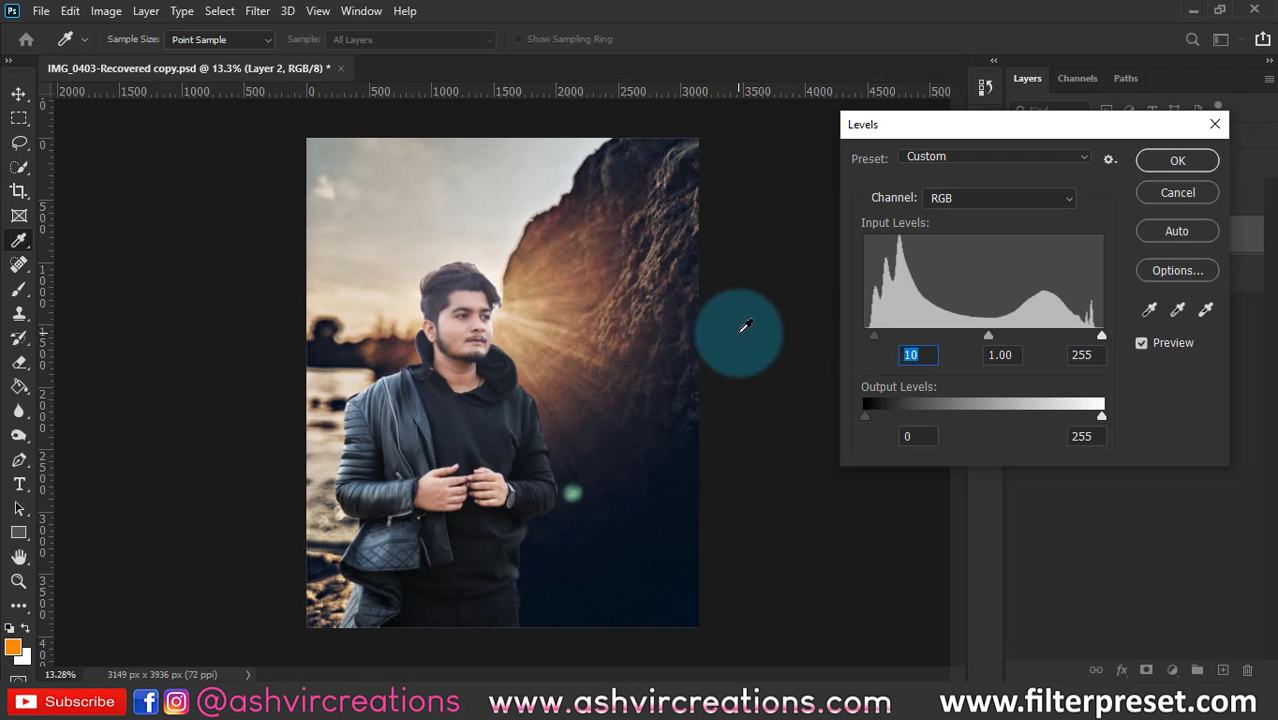 Ps File Edit Image Layer Type Select Filter 3D View Window Help
Sample Size: Point Sample Sample: All Layers Show Sampling Ring
IMG_0403-Recovered copy.psd @ 13.3% (Layer 2, RGB/8) *
Layers Channels Paths
2000 1500 1000 500 0 500 1000 1500 2000 2500 3000 3500 4000 4500
Levels
Preset: Custom
OK
Channel: RGB
Cancel
Input Levels:
Auto
Options...
10 1.00 255
Preview
Output Levels:
0 255
13.28% 3149 px x 3936 px (72 ppi)
Subscribe @ashvircreations www.ashvircreations.com www.filterpreset.com